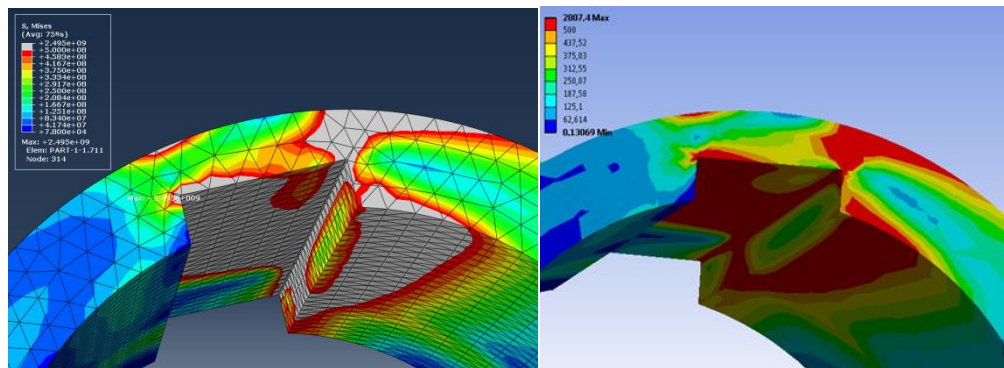 S, Mises
(Avg: 75%)
+2.495e+09
+5.000e+08
+4.583e+08
+4.167e+08
+3.750e+08
+3.334e+08
+2.917e+08
+2.500e+08
+2.084e+08
+1.667e+08
+1.251e+08
+8.340e+07
+4.174e+07
+7.800e+04
Max: +2.495e+09
Elem: PART-1-1.711
Node: 314
2807,4 Max
500
437,52
375,03
312,55
250,07
187,58
125,1
62,614
0,13069 Min